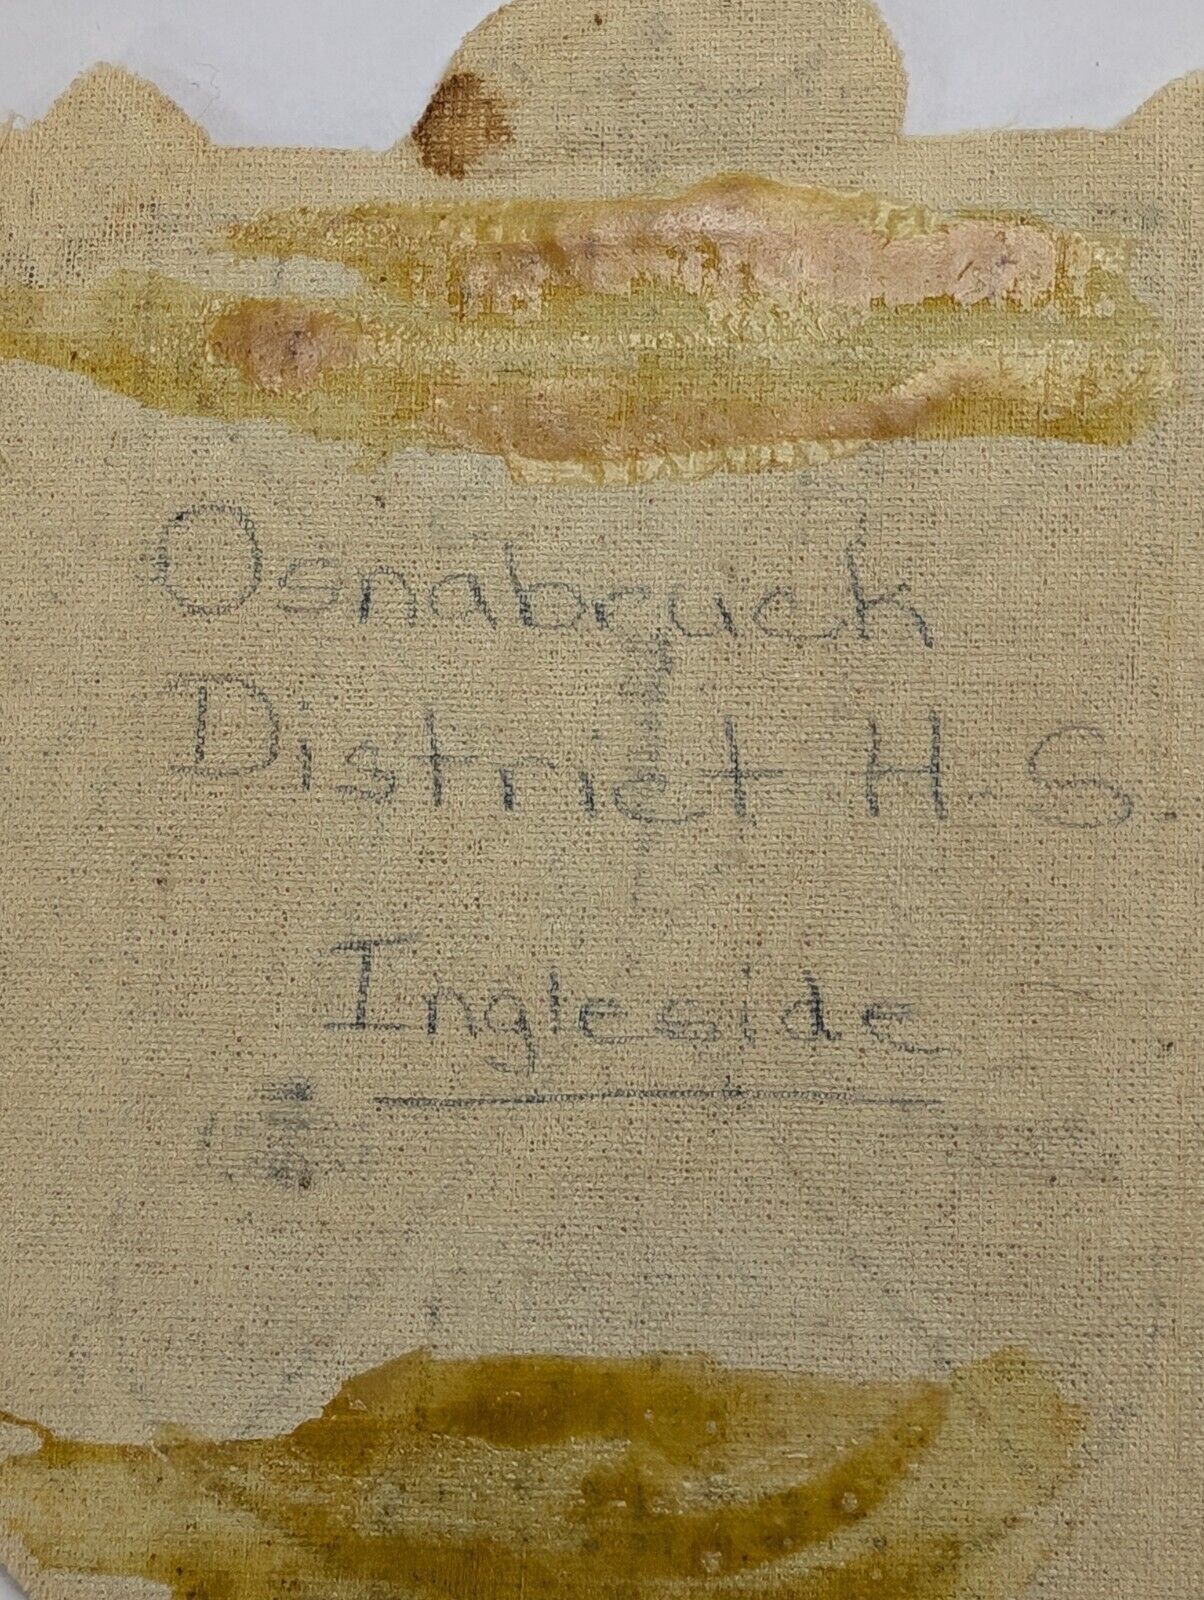 Osnabruck
District H.S.
Ingleside